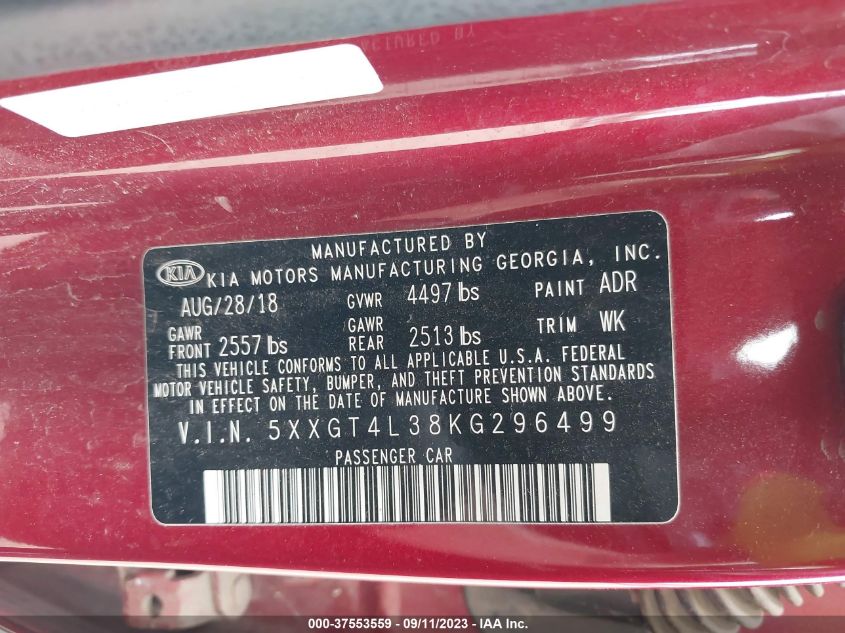 MANUFACTURED BY
KIA KIA MOTORS MANUFACTURING GEORGIA, INC.
AUG/28/18 GVWR 4497 lbs PAINT ADR
GAWR FRONT 2557 lbs GAWR REAR 2513 lbs TRIM WK
THIS VEHICLE CONFORMS TO ALL APPLICABLE U.S.A. FEDERAL
MOTOR VEHICLE SAFETY, BUMPER, AND THEFT PREVENTION STANDARDS
IN EFFECT ON THE DATE OF MANUFACTURE SHOWN ABOVE.
V.I.N. 5XXGT4L38KG296499
PASSENGER CAR
000-37553559 - 09/11/2023 - IAA Inc.